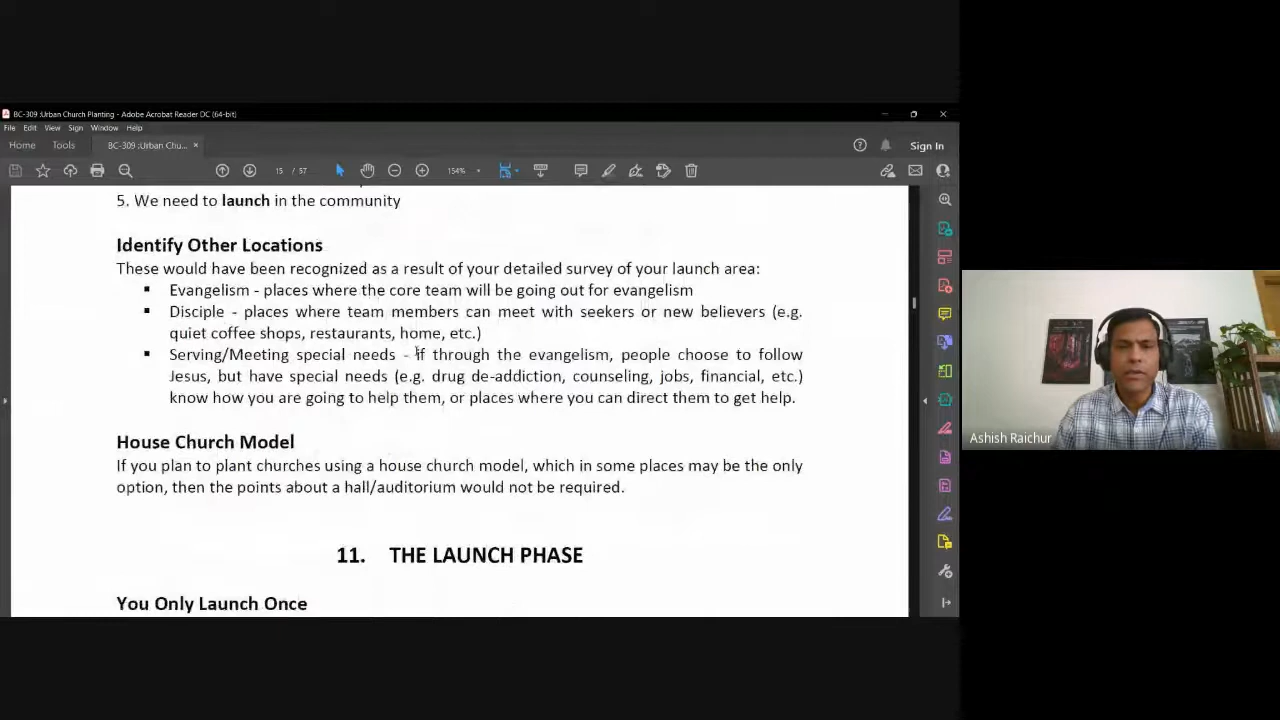 BC-309 :Urban Church Planting - Adobe Acrobat Reader DC (64-bit)
File Edit View Sign Window Help
Home Tools BC-309 :Urban Chu... × Sign In
15 / 57 154%
5. We need to launch in the community
Identify Other Locations
These would have been recognized as a result of your detailed survey of your launch area:
▪ Evangelism - places where the core team will be going out for evangelism
▪ Disciple - places where team members can meet with seekers or new believers (e.g.
quiet coffee shops, restaurants, home, etc.)
▪ Serving/Meeting special needs - if through the evangelism, people choose to follow
Jesus, but have special needs (e.g. drug de-addiction, counseling, jobs, financial, etc.)
know how you are going to help them, or places where you can direct them to get help.
House Church Model
If you plan to plant churches using a house church model, which in some places may be the only
option, then the points about a hall/auditorium would not be required.
11. THE LAUNCH PHASE
You Only Launch Once
Ashish Raichur